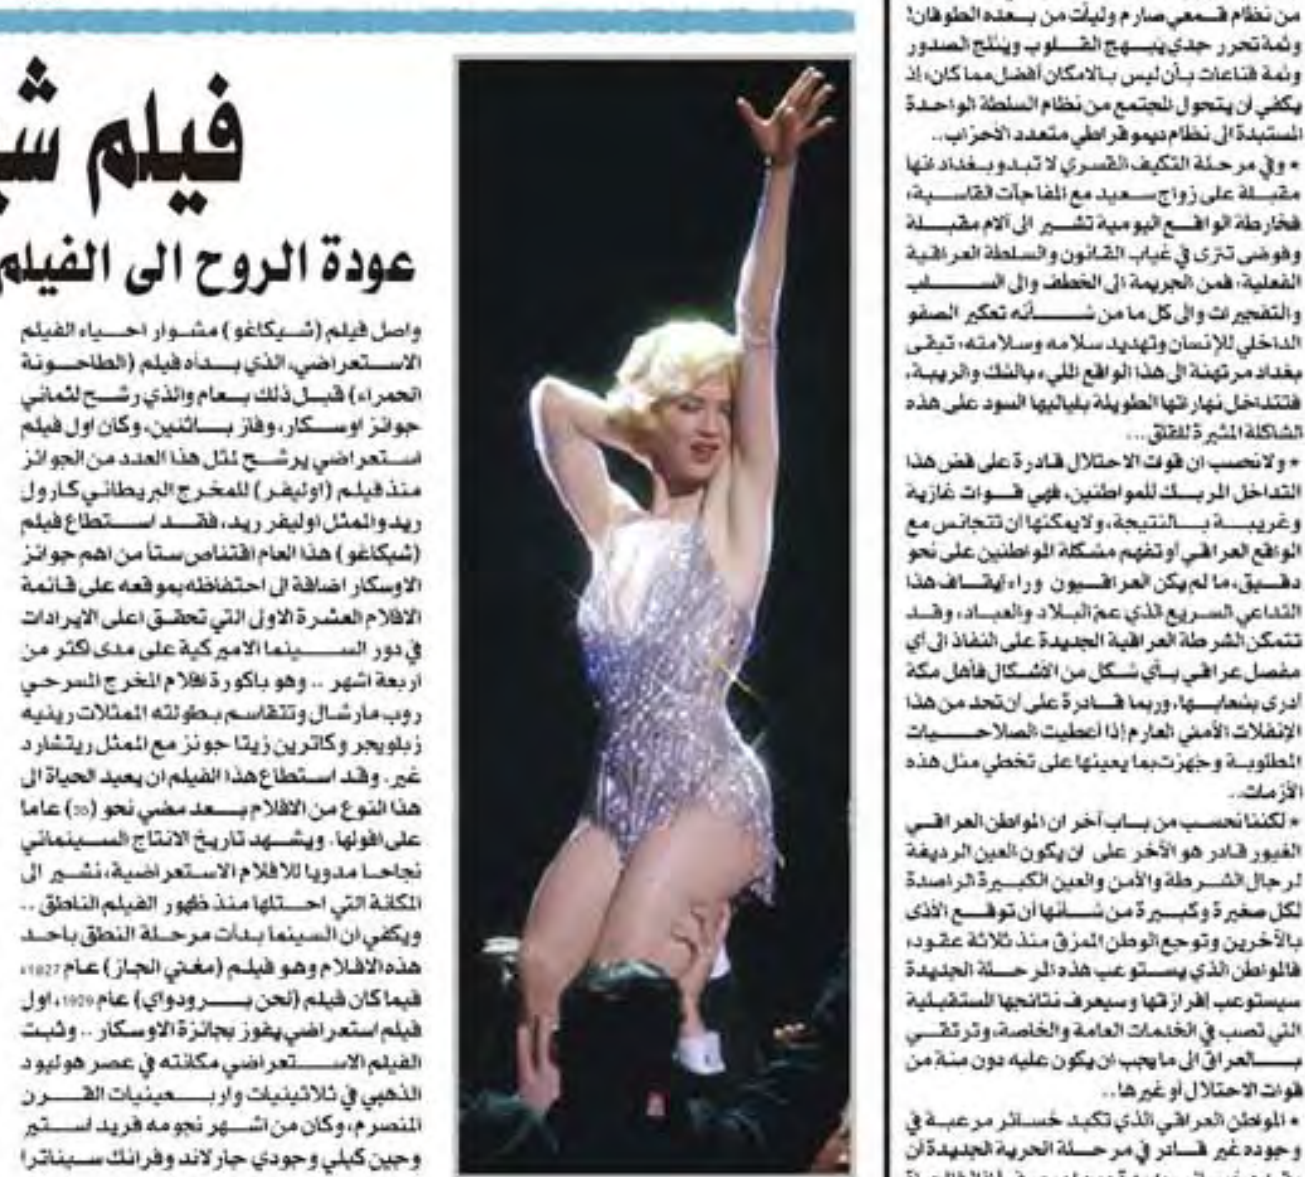 من نظام قمعي صارم وليأت من بعده الطوفان!
وثمة تحرر جدي يبهج القلوب ويثلج الصدور
وثمة قناعات بأن ليس بالامكان أفضل مما كان، إذ
يكفي أن يتحول المجتمع من نظام السلطة الواحدة
المستبدة الى نظام ديموقراطي متعدد الأحزاب..
* وفي مرحلة التكيف القسري لا تبدو بغداد انها
مقبلة على زواج سعيد مع المفاجآت القاسية،
فخارطة الواقع اليومية تشير الى آلام مقبلة
وفوضى تترى في غياب القانون والسلطة العراقية
الفعلية، فمن الجريمة الى الخطف والى السلب
والتفجيرات والى كل ما من شأنه تعكير الصفو
الداخلي للإنسان وتهديد سلامه وسلامته، تبقى
بغداد مرتهنة الى هذا الواقع المليء بالشك والريبة،
فتتداخل نهاراتها الطويلة بلياليها السود على هذه
الشاكلة المثيرة للقلق...
* ولانحسب ان قوات الاحتلال قادرة على فض هذا
التداخل المربك للمواطنين، فهي قوات غازية
وغريبة بالنتيجة، ولايمكنها ان تتجانس مع
الواقع العراقي أو تفهم مشكلة المواطنين على نحو
دقيق، ما لم يكن العراقيون وراء إيقاف هذا
التداعي السريع الذي عم البلاد والعباد، وقد
تتمكن الشرطة العراقية الجديدة على النفاذ الى أي
مفصل عراقي بأي شكل من الأشكال فأهل مكة
أدرى بشعابها، وربما قادرة على ان تحد من هذا
الإنفلات الأمني العارم إذا أعطيت الصلاحيات
المطلوبة وجهزت بما يعينها على تخطي مثل هذه
الأزمات..
* لكننا نحسب من باب آخر ان المواطن العراقي
الغيور قادر هو الآخر على ان يكون العين الرديفة
لرجال الشرطة والأمن والعين الكبيرة الراصدة
لكل صغيرة وكبيرة من شأنها أن توقع الأذى
بالآخرين وتوجع الوطن الممزق منذ ثلاثة عقود،
فالمواطن الذي يستوعب هذه المرحلة الجديدة
سيستوعب إفرازاتها وسيعرف نتائجها المستقبلية
التي تصب في الخدمات العامة والخاصة، وترتقي
بالعراق الى ما يجب ان يكون عليه دون منة من
قوات الاحتلال أو غيرها..
* المواطن العراقي الذي تكبد خسائر مرعبة في
وجوده غير قادر في مرحلة الحرية الجديدة أن
فيلم
عودة الروح الى الفيلم
واصل فيلم (شيكاغو) مشوار احياء الفيلم
الاستعراضي، الذي بدأه فيلم (الطاحونة
الحمراء) قبل ذلك بعام والذي رشح لثماني
جوائز اوسكار، وفاز باثنين، وكان اول فيلم
استعراضي يرشح لمثل هذا العدد من الجوائز
منذ فيلم (اوليفر) للمخرج البريطاني كارول
ريد والممثل اوليفر ريد، فقد استطاع فيلم
(شيكاغو) هذا العام اقتناص ستاً من اهم جوائز
الاوسكار اضافة الى احتفاظه بموقعه على قائمة
الافلام العشرة الاولى التي تحقق اعلى الايرادات
في دور السينما الاميركية على مدى اكثر من
اربعة اشهر .. وهو باكورة افلام المخرج المسرحي
روب مارشال وتتقاسم بطولته الممثلات رينيه
زيلويجر وكاترين زيتا جونز مع الممثل ريتشارد
غير. وقد استطاع هذا الفيلم ان يعيد الحياة الى
هذا النوع من الافلام بعد مضي نحو عاما
على افولها. ويشهد تاريخ الانتاج السينمائي
نجاحا مدويا للافلام الاستعراضية، نشير الى
المكانة التي احتلها منذ ظهور الفيلم الناطق ..
ويكفي ان السينما بدأت مرحلة النطق باحد
هذه الافلام وهو فيلم (مغني الجاز) عام 1927،
فيما كان فيلم (لحن برودواي) عام 1929، اول
فيلم استعراضي يفوز بجائزة الاوسكار .. وثبت
الفيلم الاستعراضي مكانته في عصر هوليود
الذهبي في ثلاثينيات واربعينيات القرن
المنصرم، وكان من اشهر نجومه فريد استير
وجين كيلي وجودي جارلاند وفرانك سيناترا